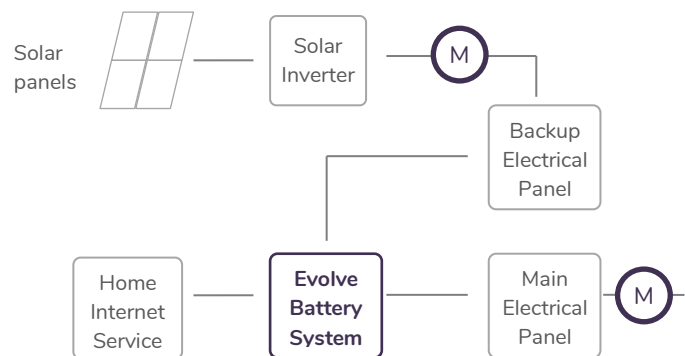 Solar
panels
Solar
Inverter
M
Backup
Electrical
Panel
Home
Internet
Service
Evolve
Battery
System
Main
Electrical
Panel
M